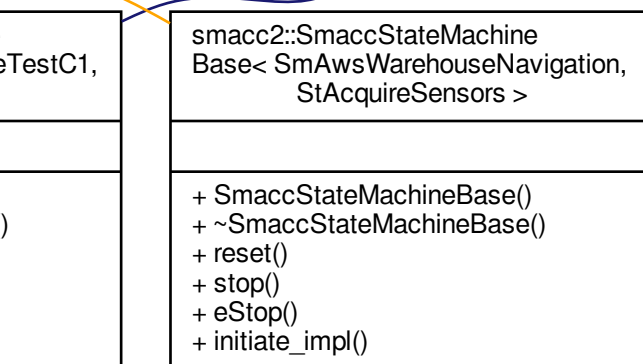 eTestC1,
)
smacc2::SmaccStateMachine
Base< SmAwsWarehouseNavigation,
StAcquireSensors >
+ SmaccStateMachineBase()
+ ~SmaccStateMachineBase()
+ reset()
+ stop()
+ eStop()
+ initiate_impl()